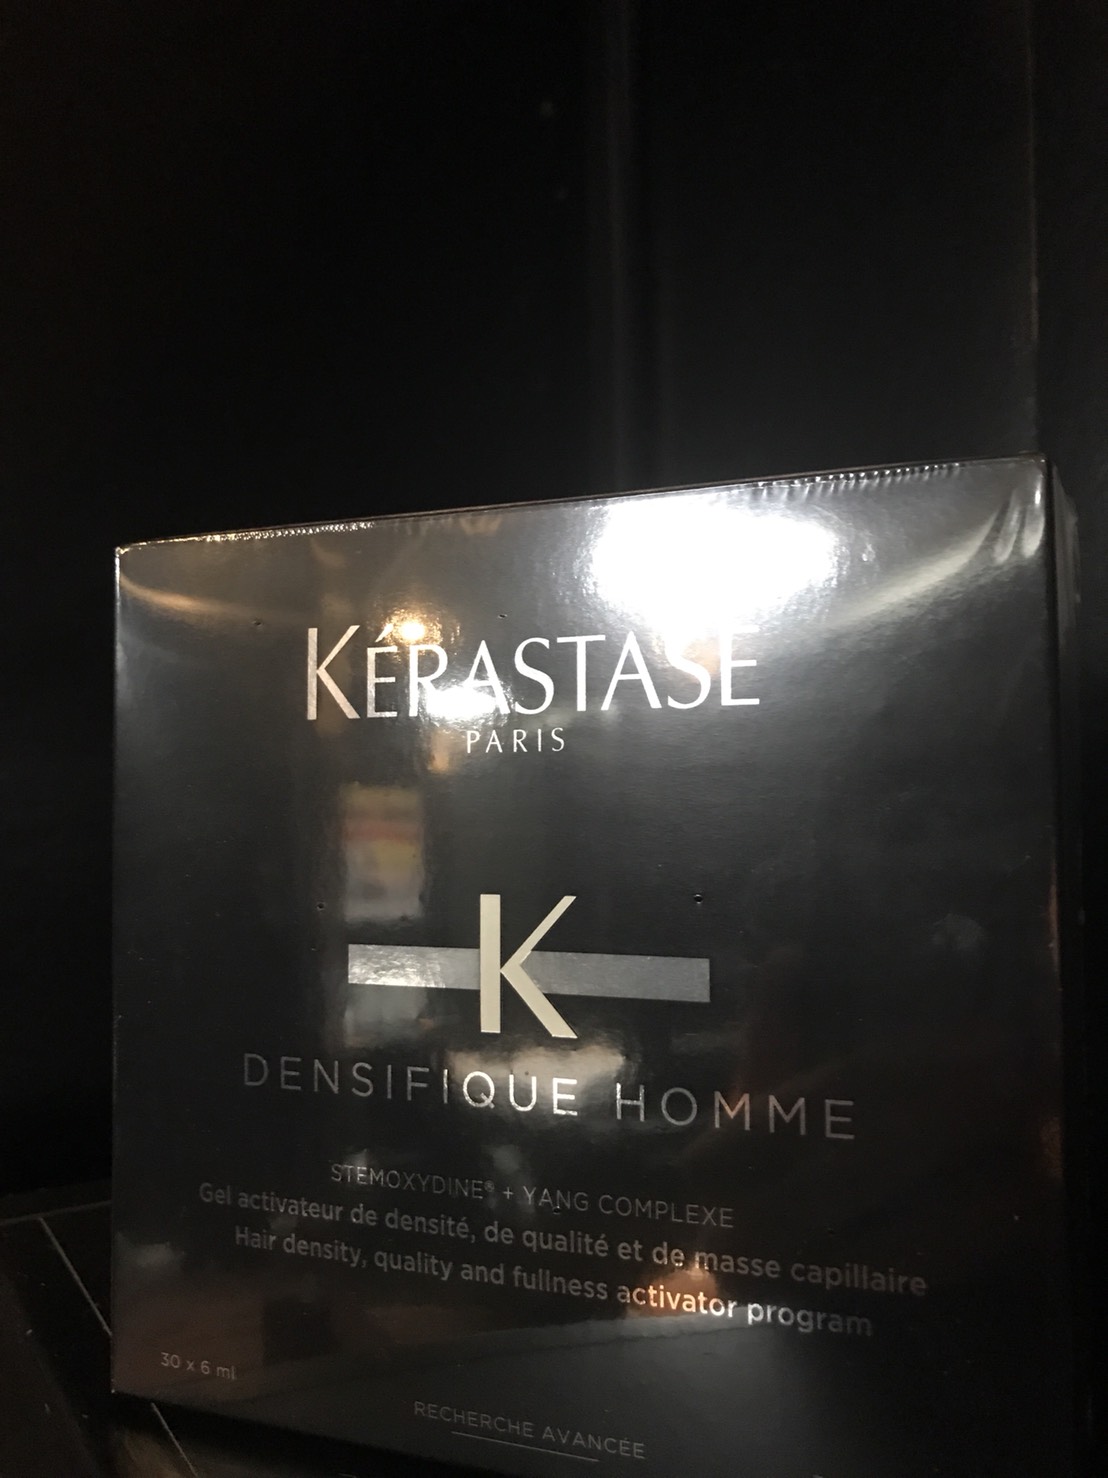 KÉRASTASE
PARIS
K
DENSIFIQUE HOMME
STEMOXYDINE® + YANG COMPLEXE
Gel activateur de densité, de qualité et de masse capillaire
Hair density, quality and fullness activator program
30 x 6 ml
RECHERCHE AVANCÉE